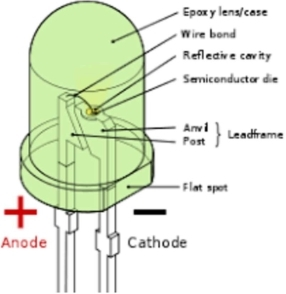 Epoxy lens/case
Wire bond
Reflective cavity
Semiconductor die
Anvil
Post
Leadframe
Flat spot
+ −
Anode Cathode